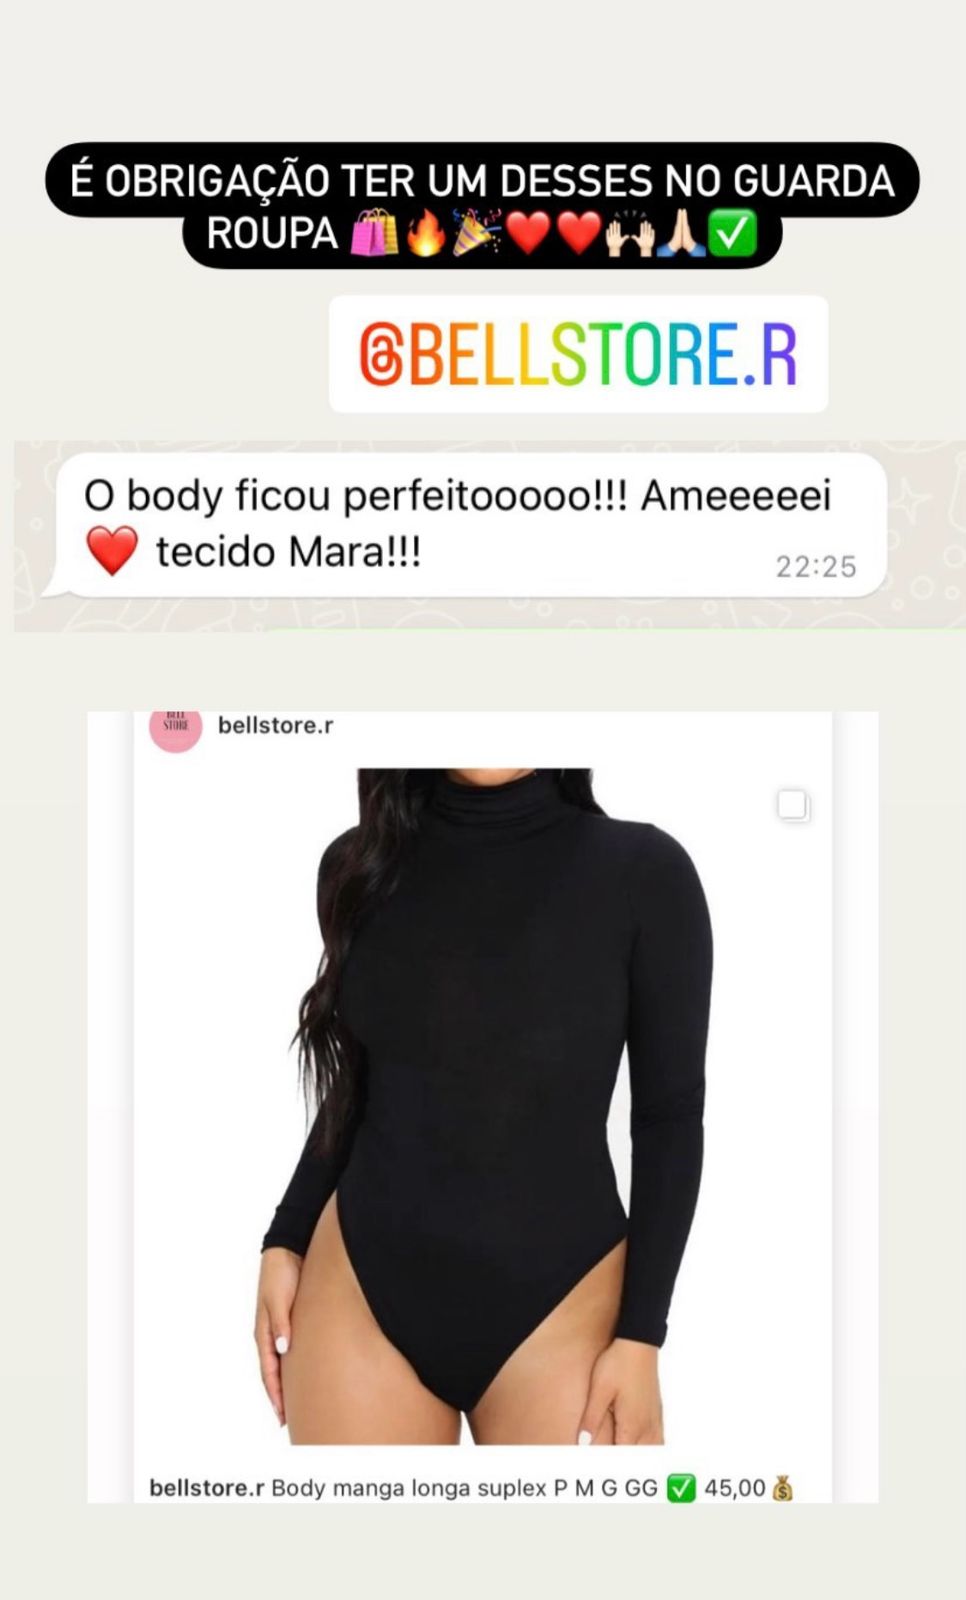 É OBRIGAÇÃO TER UM DESSES NO GUARDA
ROUPA 🛍️🔥🎉❤️❤️🙌🏻🙏🏻✅
@BELLSTORE.R
O body ficou perfeitooooo!!! Ameeeeei
❤️ tecido Mara!!!
22:25
BELL
STORE
bellstore.r
bellstore.r Body manga longa suplex P M G GG ✅ 45,00 💰